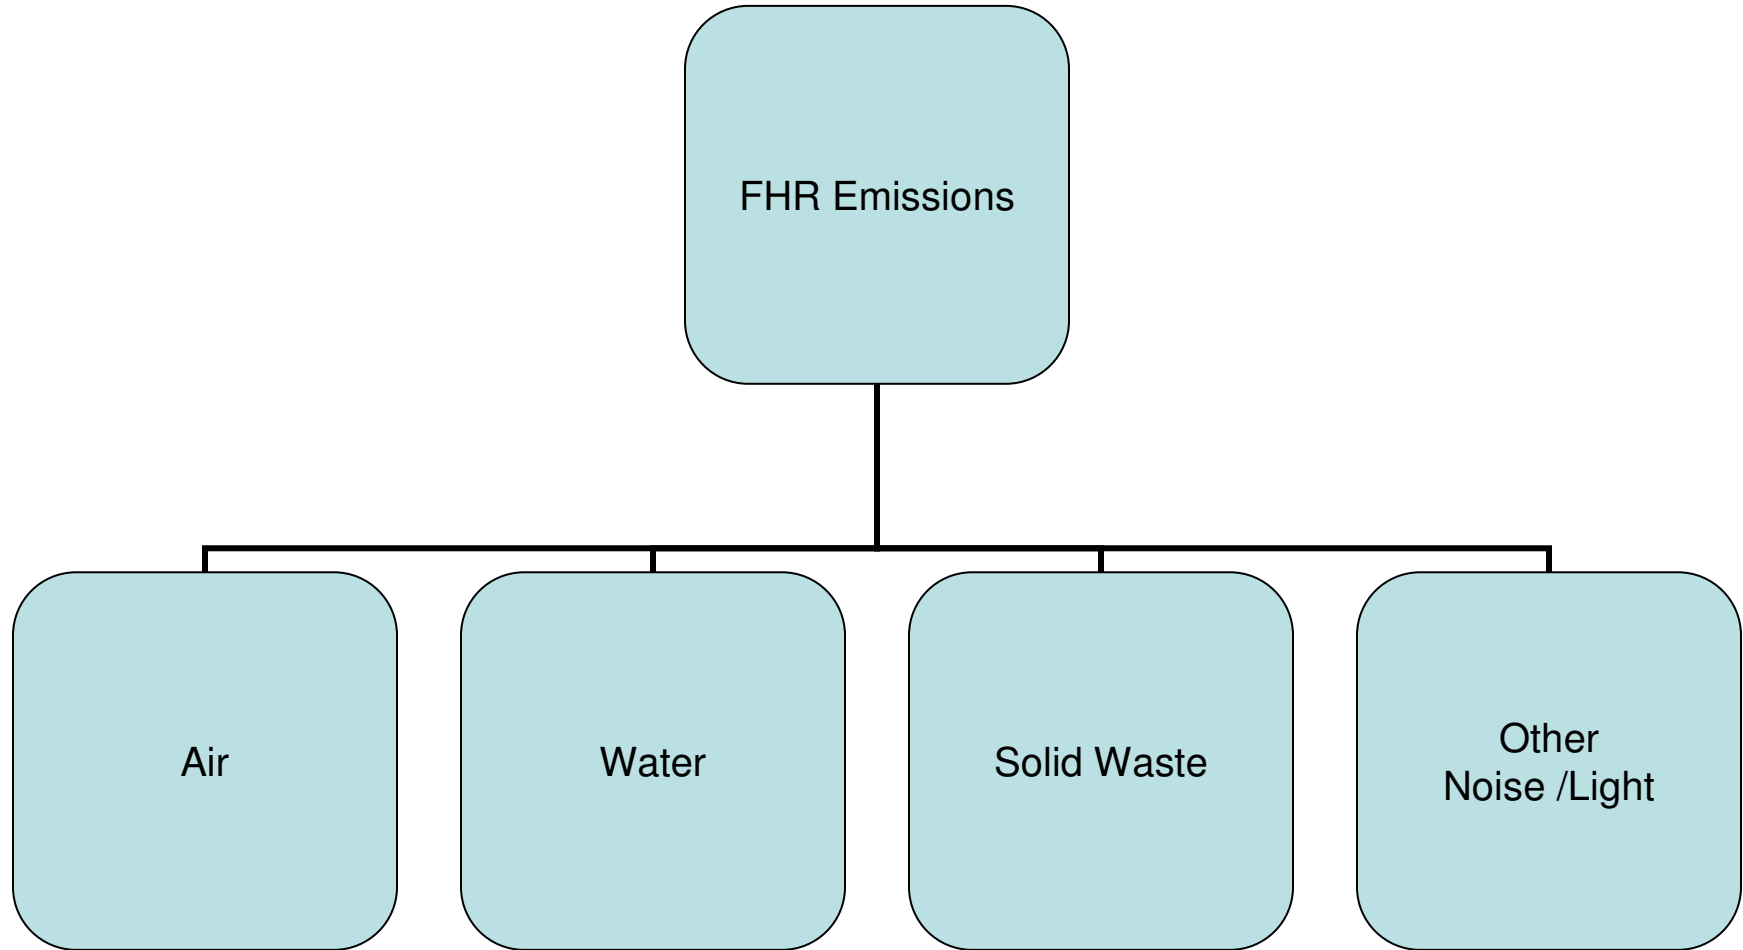 FHR Emissions
Air
Water
Solid Waste
Other
Noise /Light